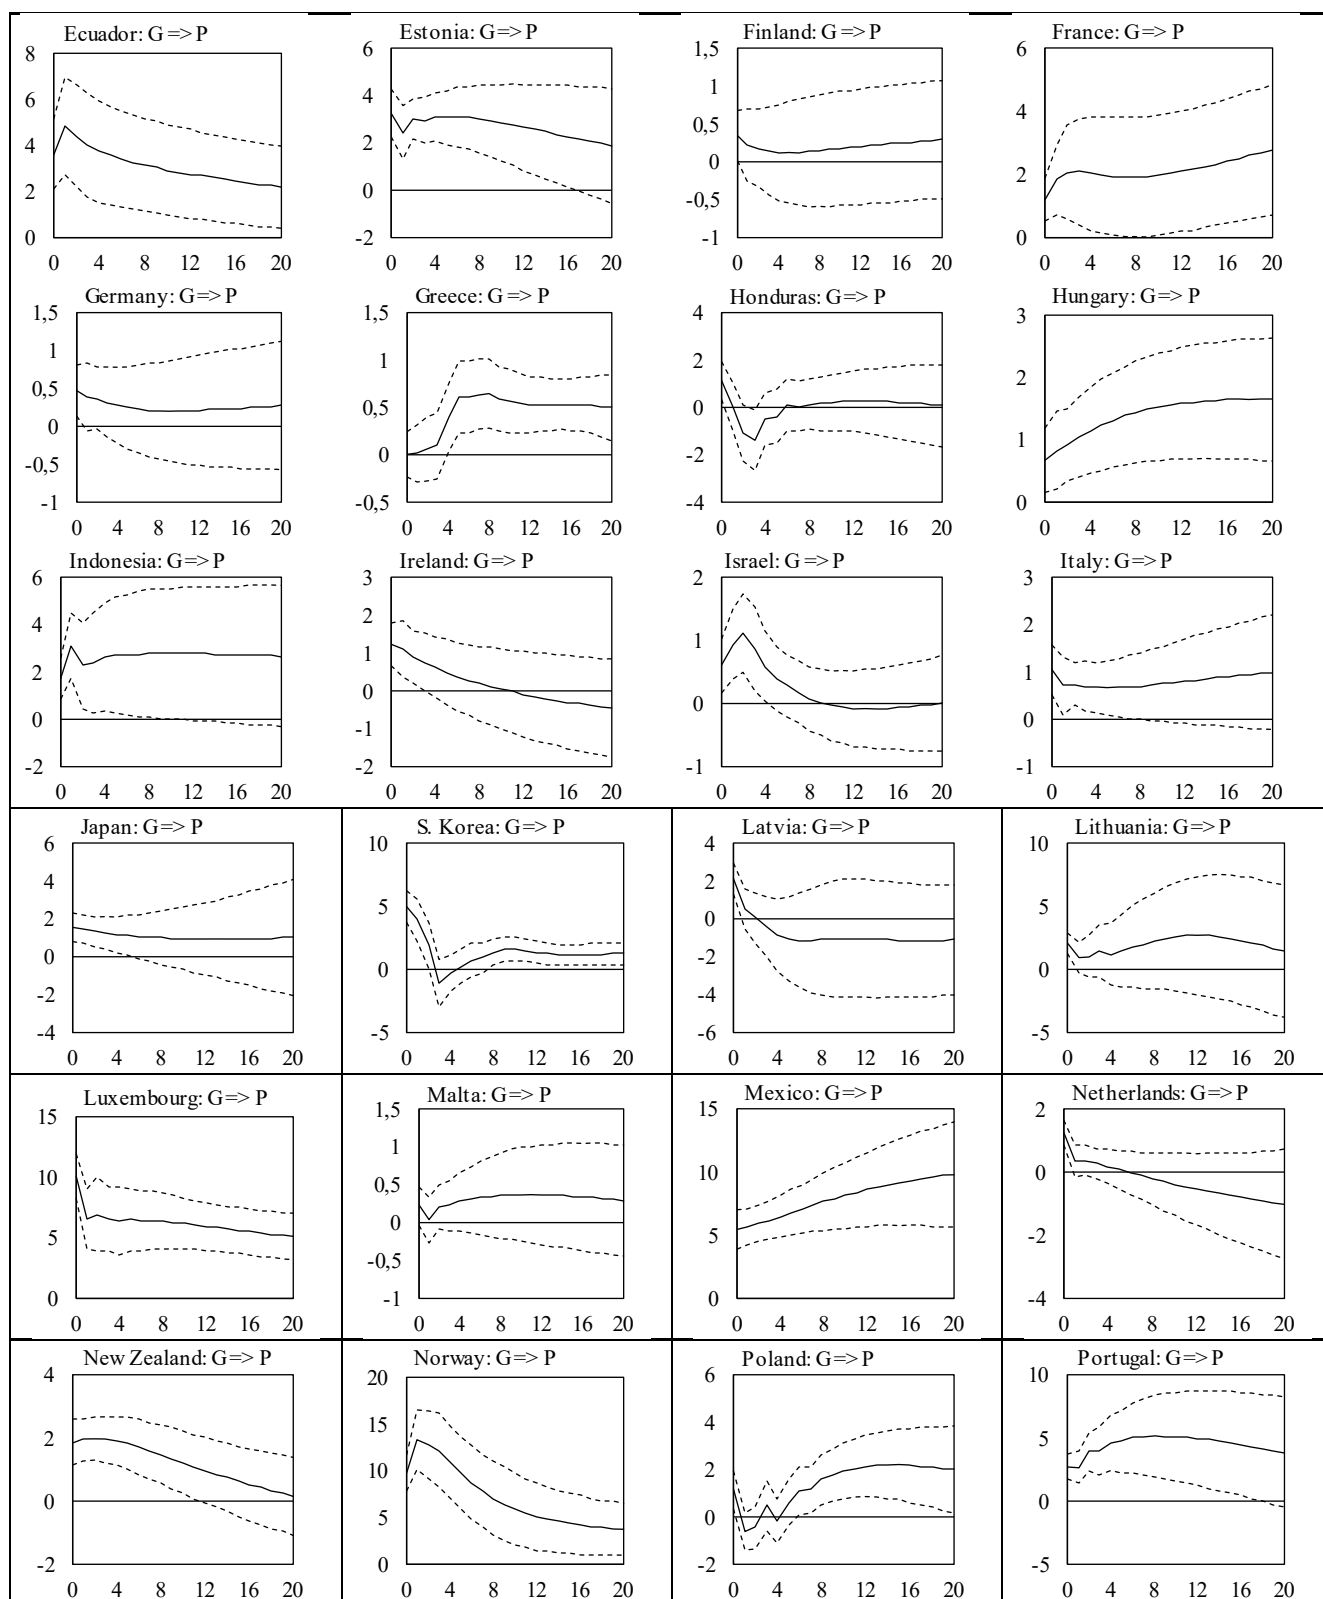 Ecuador: G=> P
8
6
4
2
0
0 4 8 12 16 20
Estonia: G=> P
6
4
2
0
-2
0 4 8 12 16 20
Finland: G=> P
1,5
1
0,5
0
-0,5
-1
0 4 8 12 16 20
France: G=> P
6
4
2
0
0 4 8 12 16 20
Germany: G=> P
1,5
1
0,5
0
-0,5
-1
0 4 8 12 16 20
Greece: G=> P
1,5
1
0,5
0
-0,5
0 4 8 12 16 20
Honduras: G=> P
4
2
0
-2
-4
0 4 8 12 16 20
Hungary: G=> P
3
2
1
0
0 4 8 12 16 20
Indonesia: G=> P
6
4
2
0
-2
0 4 8 12 16 20
Ireland: G=> P
3
2
1
0
-1
-2
0 4 8 12 16 20
Israel: G=> P
2
1
0
-1
0 4 8 12 16 20
Italy: G=> P
3
2
1
0
-1
0 4 8 12 16 20
Japan: G=> P
6
4
2
0
-2
-4
0 4 8 12 16 20
S. Korea: G=> P
10
5
0
-5
0 4 8 12 16 20
Latvia: G=> P
4
2
0
-2
-4
-6
0 4 8 12 16 20
Lithuania: G=> P
10
5
0
-5
0 4 8 12 16 20
Luxembourg: G=> P
15
10
5
0
0 4 8 12 16 20
Malta: G=> P
1,5
1
0,5
0
-0,5
-1
0 4 8 12 16 20
Mexico: G=> P
15
10
5
0
0 4 8 12 16 20
Netherlands: G=> P
2
0
-2
-4
0 4 8 12 16 20
New Zealand: G=> P
4
2
0
-2
0 4 8 12 16 20
Norway: G=> P
20
15
10
5
0
0 4 8 12 16 20
Poland: G=> P
6
4
2
0
-2
0 4 8 12 16 20
Portugal: G=> P
10
5
0
-5
0 4 8 12 16 20